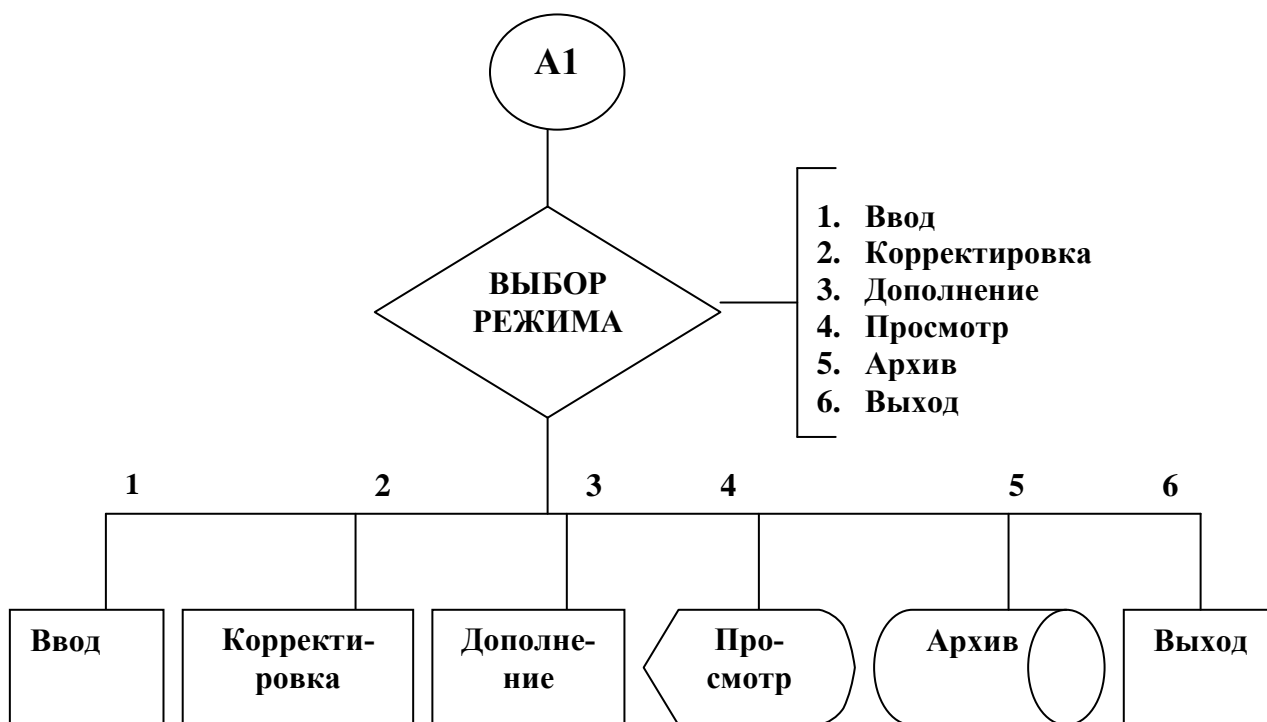 А1
ВЫБОР
РЕЖИМА
1. Ввод
2. Корректировка
3. Дополнение
4. Просмотр
5. Архив
6. Выход
1 2 3 4 5 6
Ввод
Корректи-
ровка
Дополне-
ние
Про-
смотр
Архив
Выход